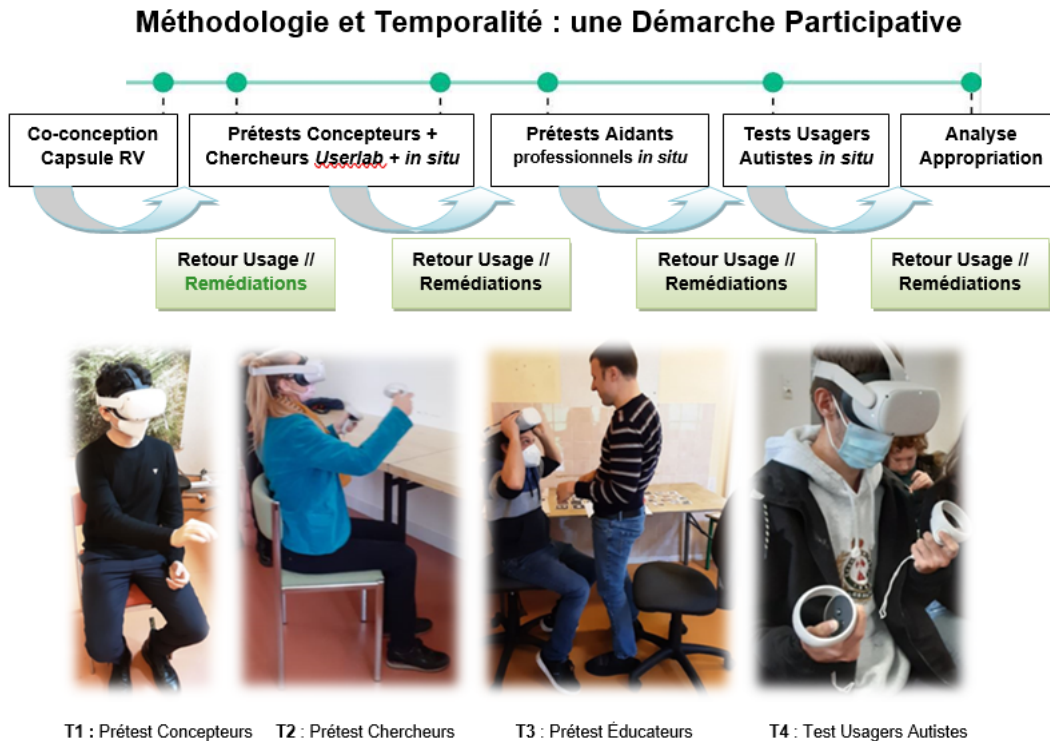 Méthodologie et Temporalité : une Démarche Participative
Co-conception
Capsule RV
Prétests Concepteurs +
Chercheurs Userlab + in situ
Prétests Aidants
professionnels in situ
Tests Usagers
Autistes in situ
Analyse
Appropriation
Retour Usage //
Remédiations
Retour Usage //
Remédiations
Retour Usage //
Remédiations
Retour Usage //
Remédiations
T1 : Prétest Concepteurs
T2 : Prétest Chercheurs
T3 : Prétest Éducateurs
T4 : Test Usagers Autistes